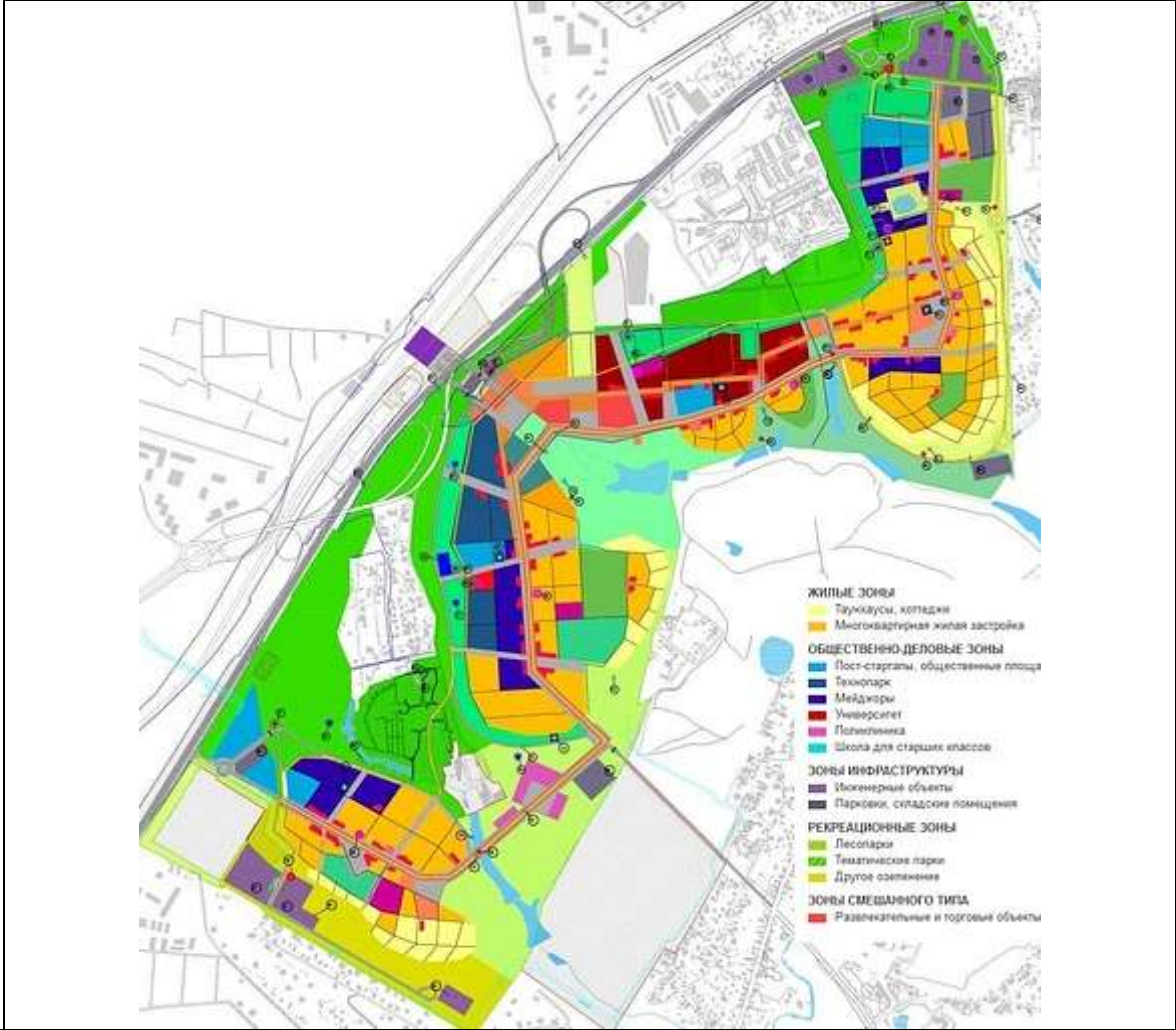 ЖИЛЫЕ ЗОНЫ
Таунхаусы, коттеджи
Многоквартирная жилая застройка
ОБЩЕСТВЕННО-ДЕЛОВЫЕ ЗОНЫ
Пост-стартапы, общественные площа
Технопарк
Мейджоры
Университет
Поликлиника
Школа для старших классов
ЗОНЫ ИНФРАСТРУКТУРЫ
Инженерные объекты
Парковки, складские помещения
РЕКРЕАЦИОННЫЕ ЗОНЫ
Лесопарки
Тематические парки
Другое озеленение
ЗОНЫ СМЕШАННОГО ТИПА
Развлекательные и торговые объекты